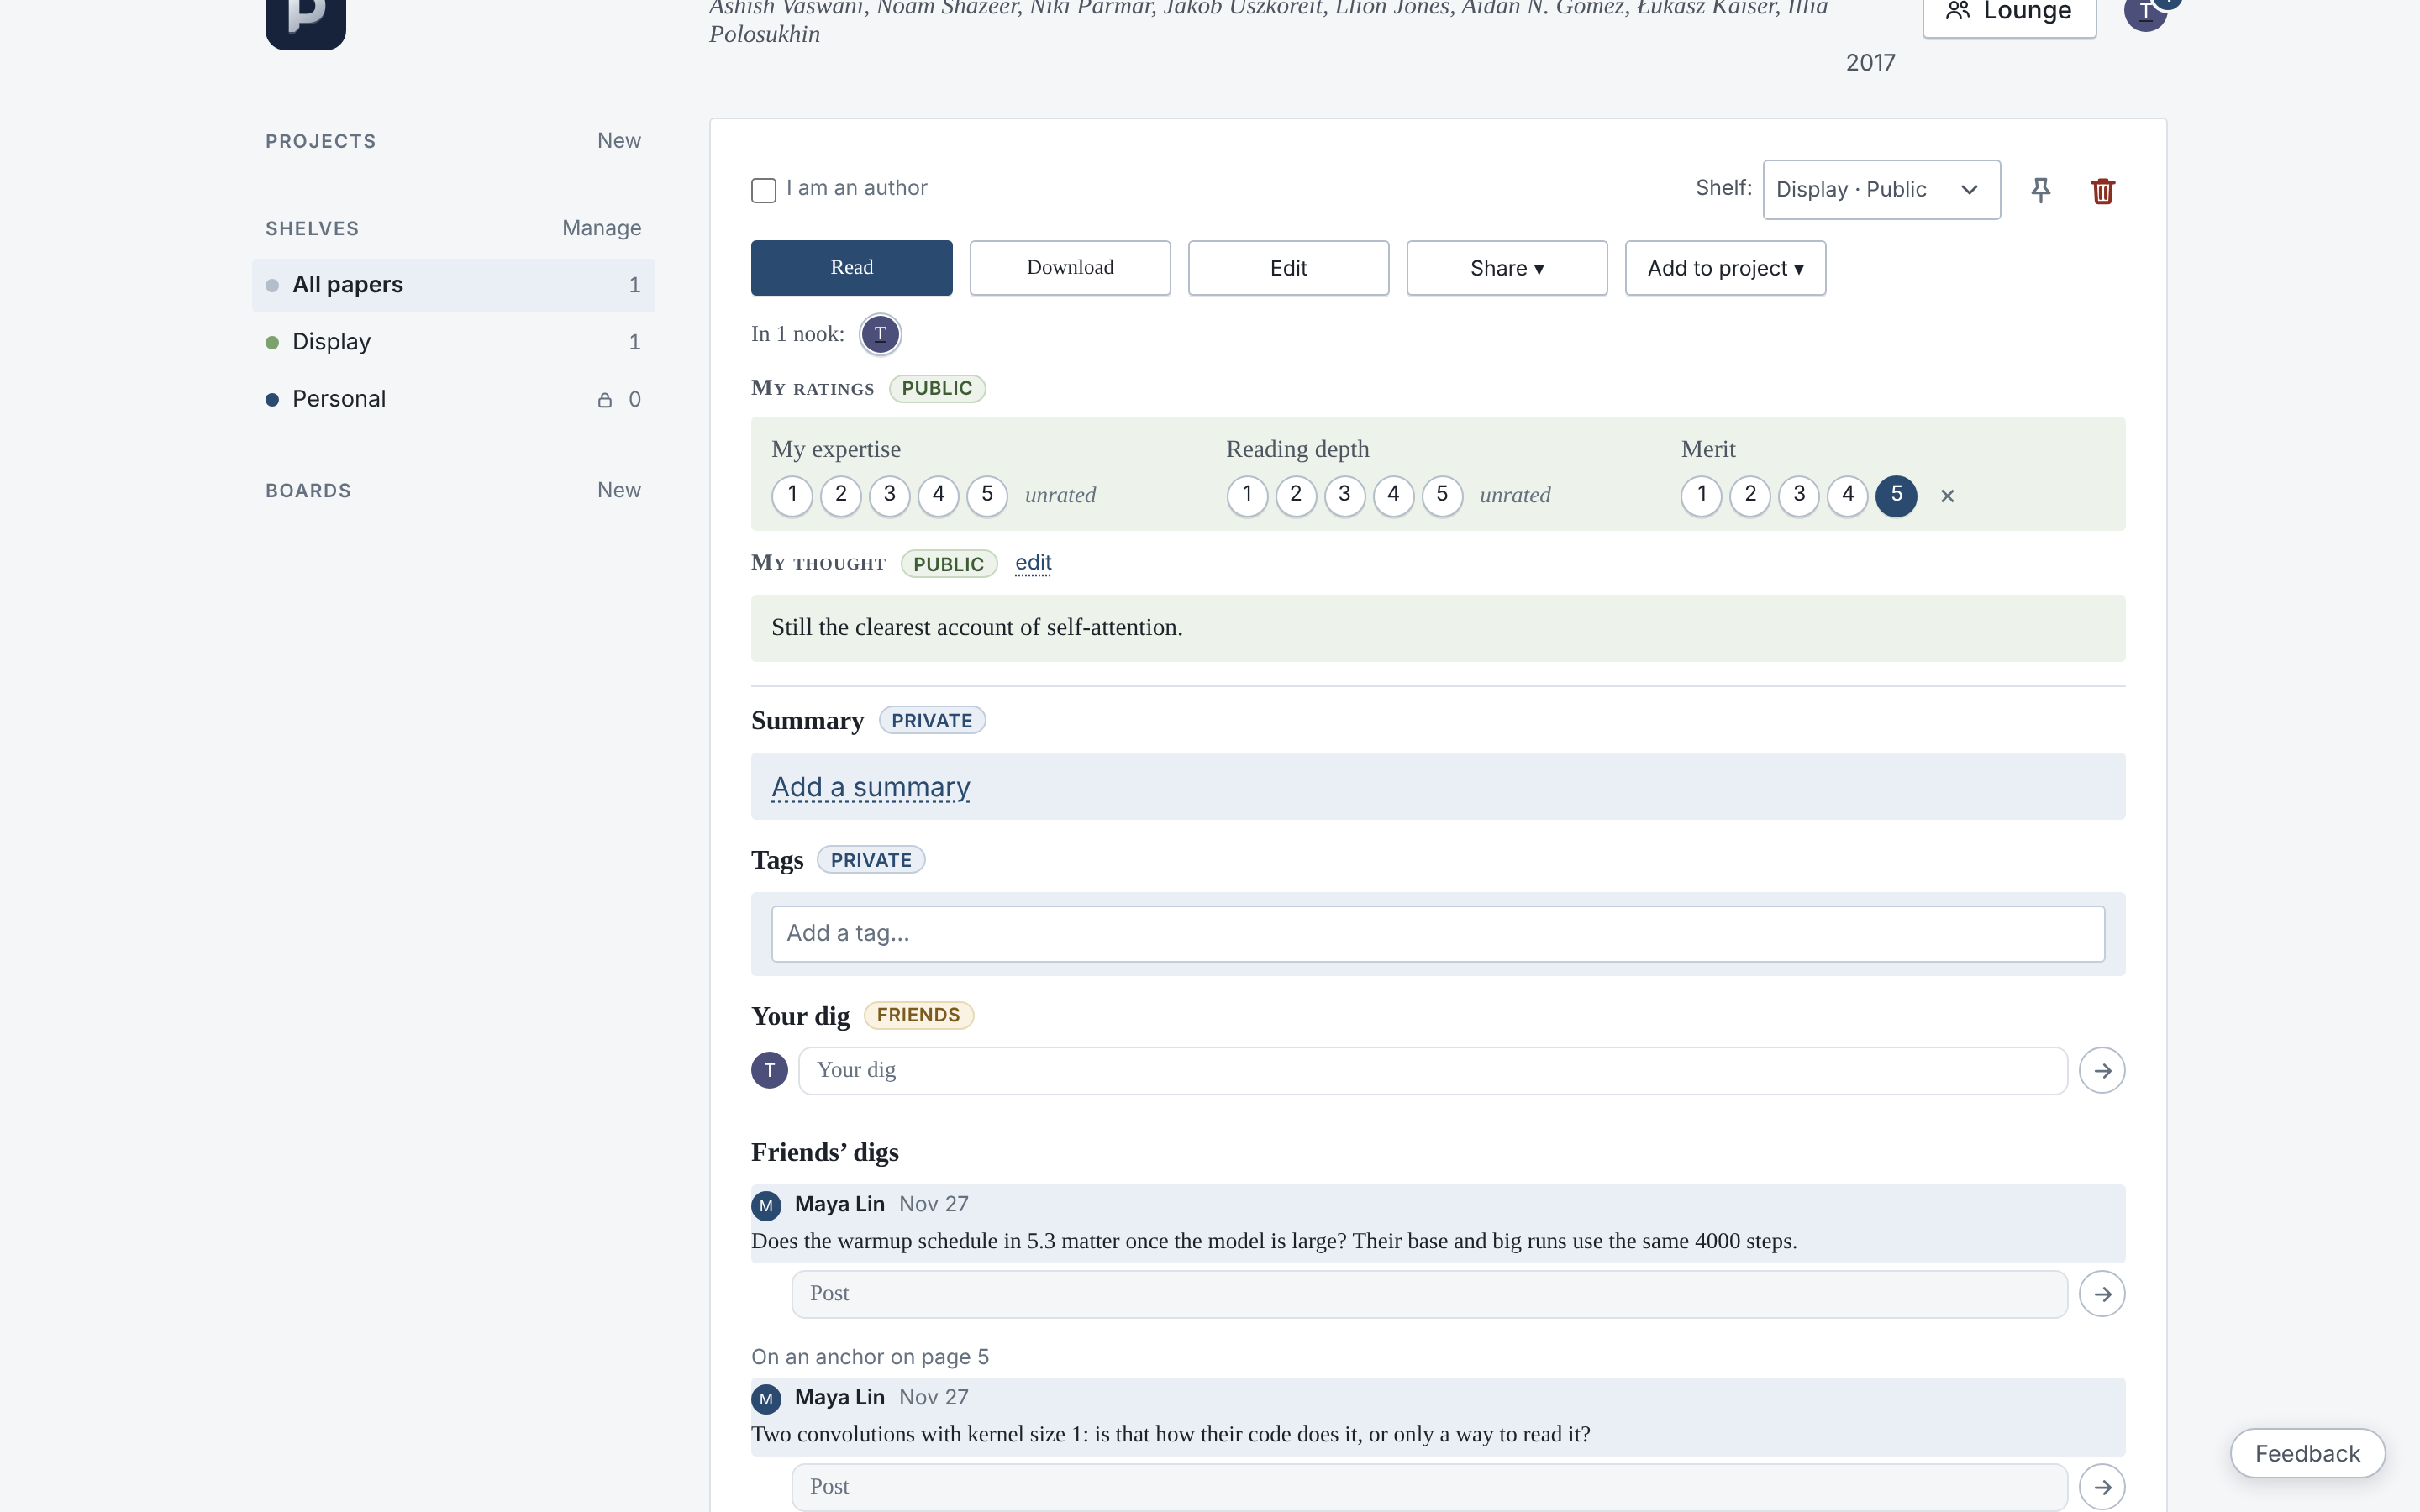 Ashish Vaswani, Noam Shazeer, Niki Parmar, Jakob Uszkoreit, Llion Jones, Aidan N. Gomez, Łukasz Kaiser, Illia
Polosukhin
2017
Lounge
T
PROJECTS New
SHELVES Manage
All papers 1
Display 1
Personal 0
BOARDS New
I am an author
Shelf: Display · Public
Read Download Edit Share ▾ Add to project ▾
In 1 nook: T
MY RATINGS PUBLIC
My expertise Reading depth Merit
1 2 3 4 5 unrated 1 2 3 4 5 unrated 1 2 3 4 5 ×
MY THOUGHT PUBLIC edit
Still the clearest account of self-attention.
Summary PRIVATE
Add a summary
Tags PRIVATE
Add a tag...
Your dig FRIENDS
T Your dig
Friends’ digs
M Maya Lin Nov 27
Does the warmup schedule in 5.3 matter once the model is large? Their base and big runs use the same 4000 steps.
Post
On an anchor on page 5
M Maya Lin Nov 27
Two convolutions with kernel size 1: is that how their code does it, or only a way to read it?
Post
Feedback